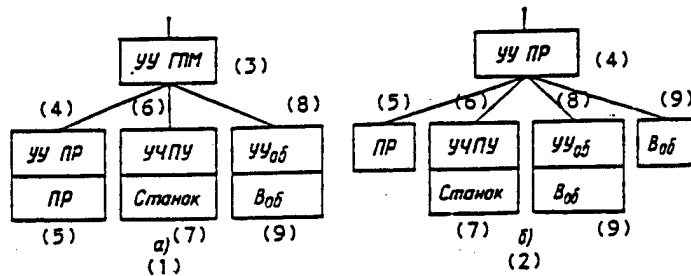 УУ ГПМ (3)
(4) (6) (8)
УУ ПР УЧПУ УУоб
ПР Станок Воб
(5) а) (7) (9)
(1)
УУ ПР (4)
(5) (6) (8) (9)
ПР УЧПУ УУоб Воб
Станок Воб
(7) б) (9)
(2)